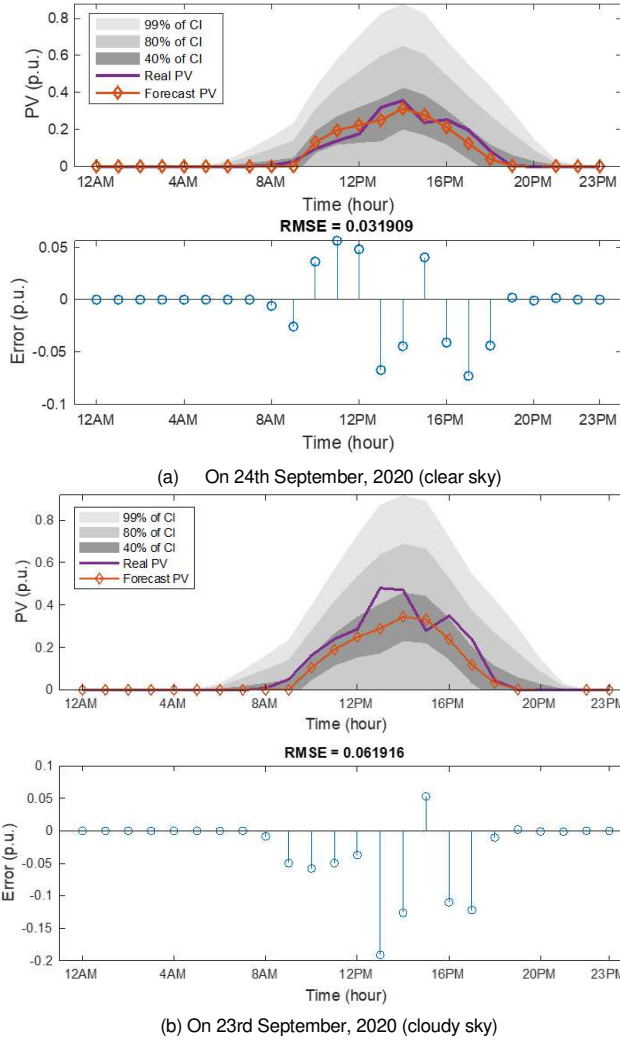 0.8
0.6
0.4
0.2
0
PV (p.u.)
99% of CI
80% of CI
40% of CI
Real PV
Forecast PV
12AM 4AM 8AM 12PM 16PM 20PM 23PM
Time (hour)
RMSE = 0.031909
0.05
0
-0.05
-0.1
Error (p.u.)
12AM 4AM 8AM 12PM 16PM 20PM 23PM
Time (hour)
(a) On 24th September, 2020 (clear sky)
0.8
0.6
0.4
0.2
0
PV (p.u.)
99% of CI
80% of CI
40% of CI
Real PV
Forecast PV
12AM 4AM 8AM 12PM 16PM 20PM 23PM
Time (hour)
RMSE = 0.061916
0.1
0.05
0
-0.05
-0.1
-0.15
-0.2
Error (p.u.)
12AM 4AM 8AM 12PM 16PM 20PM 23PM
Time (hour)
(b) On 23rd September, 2020 (cloudy sky)